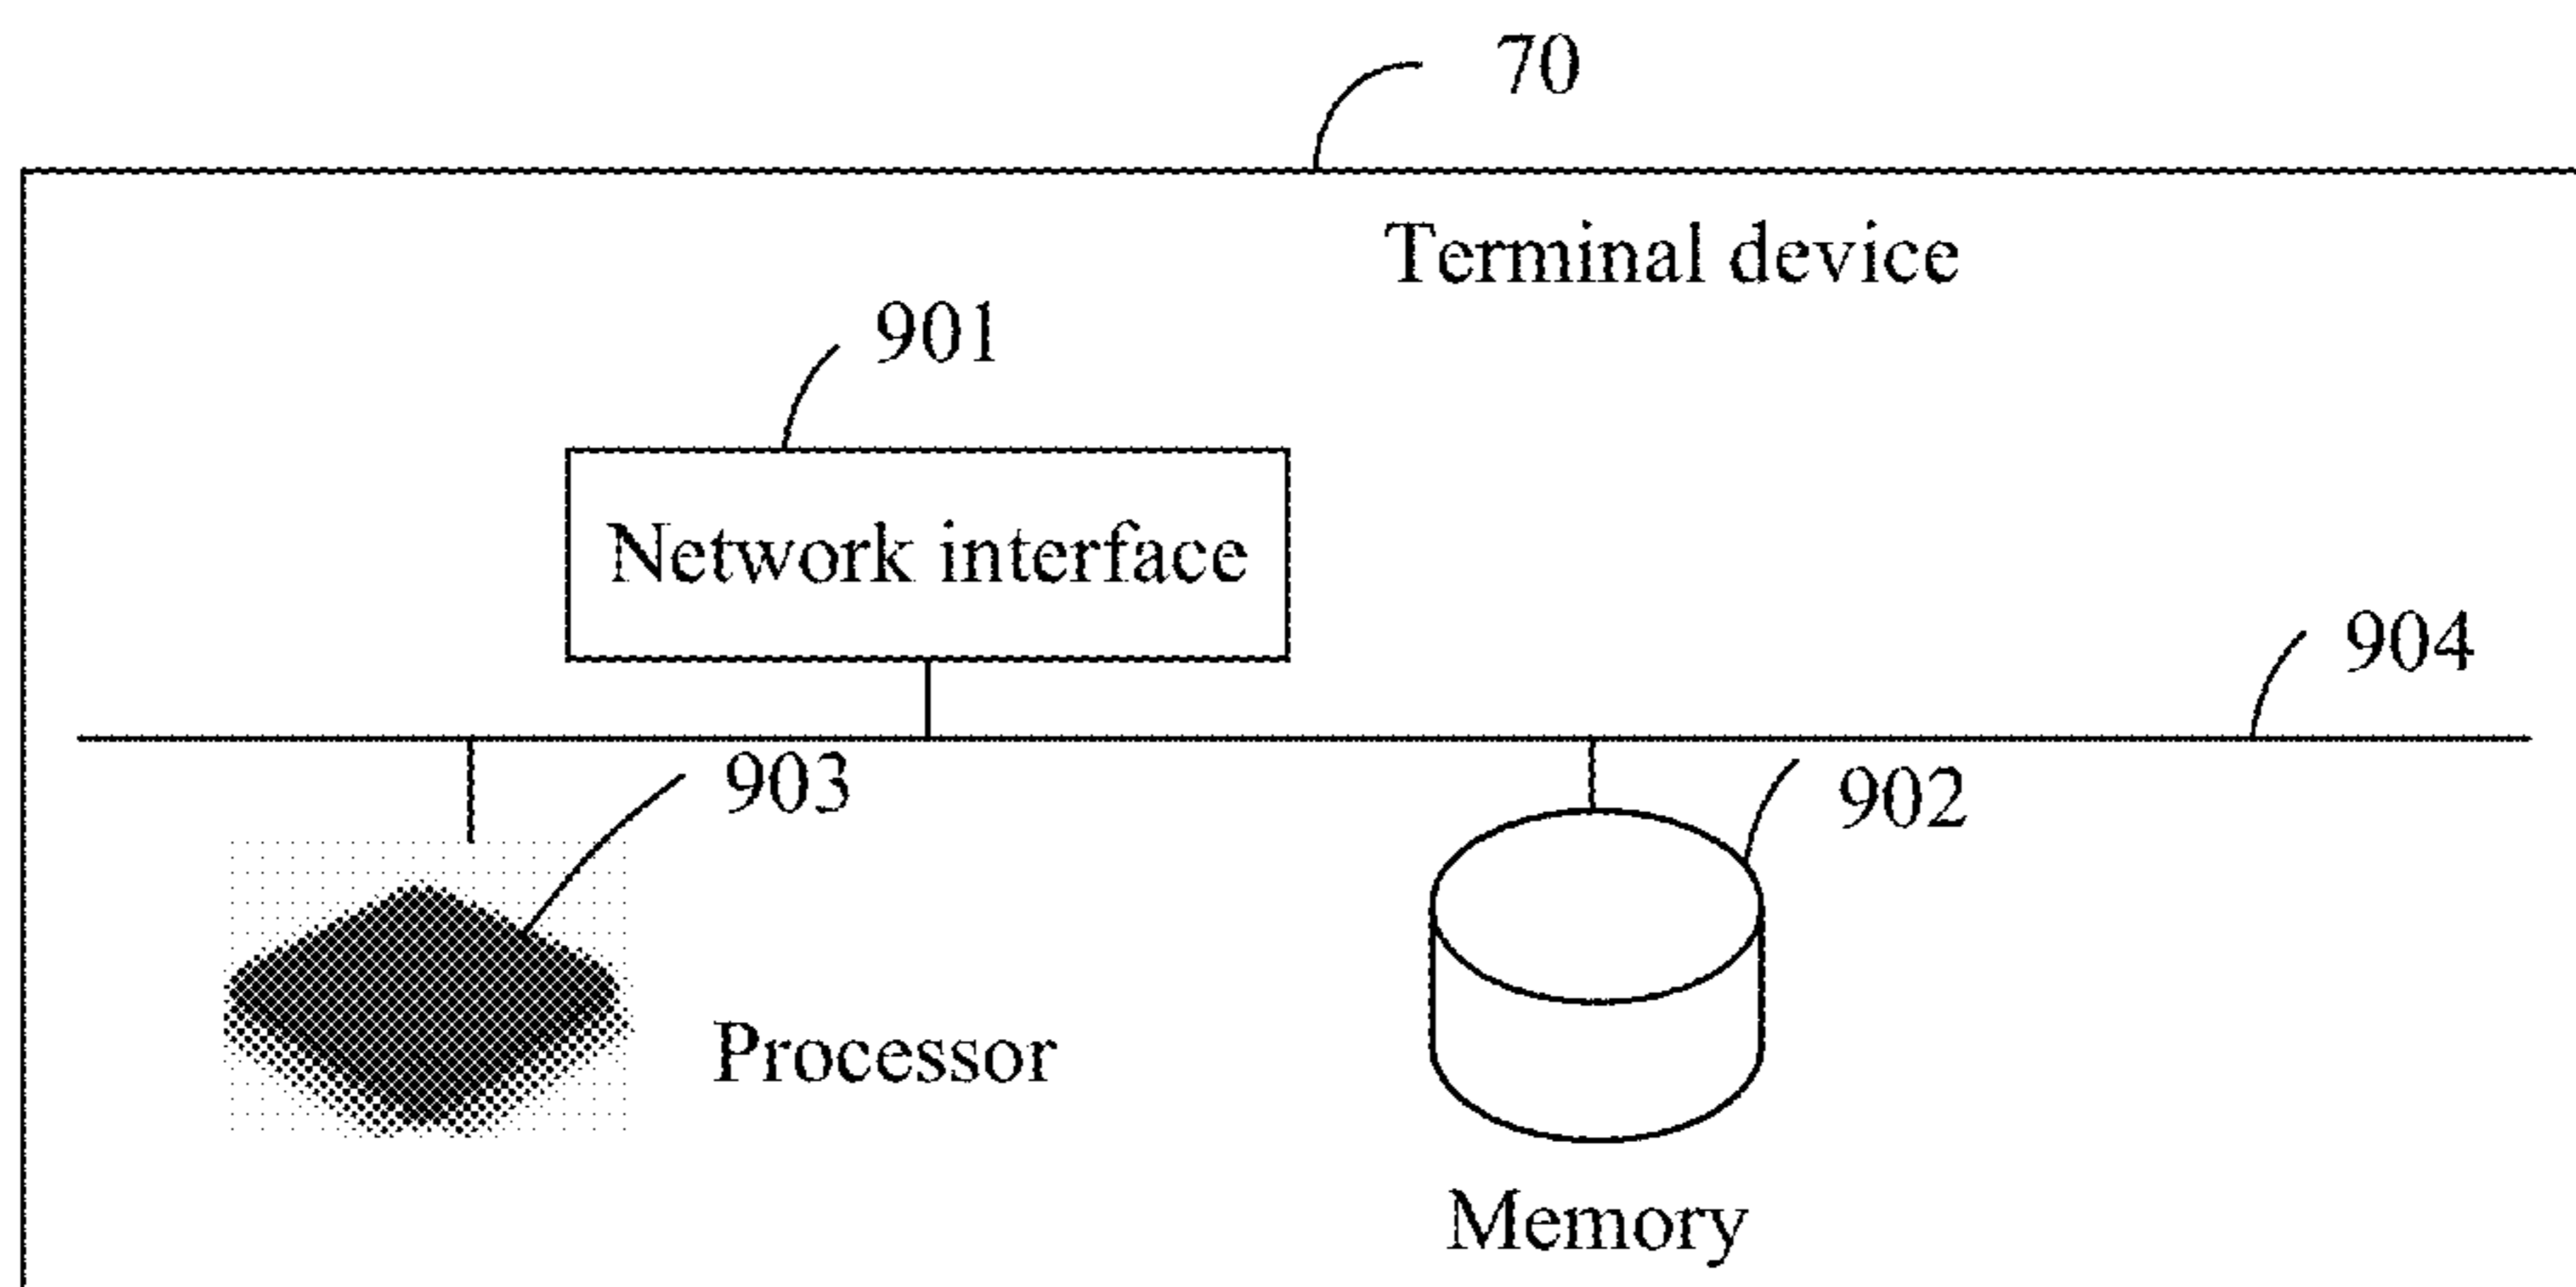 70
Terminal device
901
Network interface
904
903
902
Processor
Memory